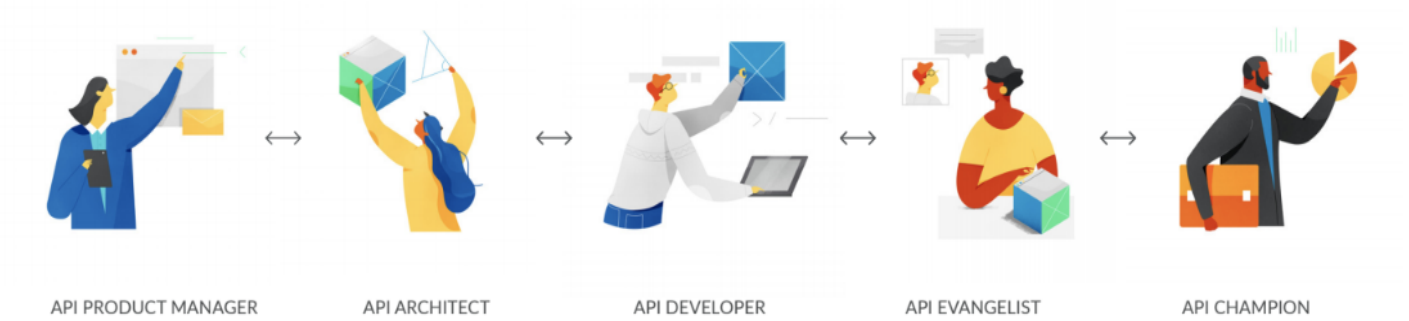 API PRODUCT MANAGER
API ARCHITECT
API DEVELOPER
API EVANGELIST
API CHAMPION